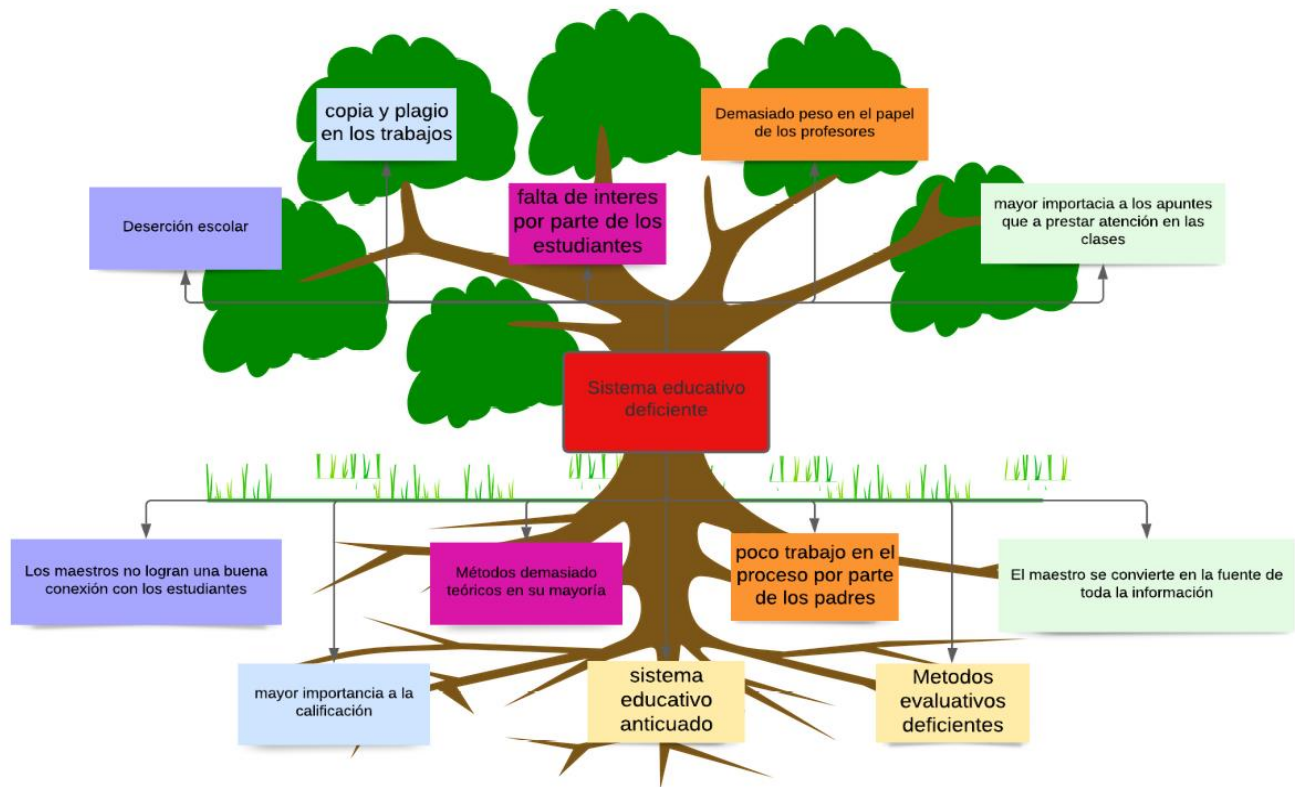 copia y plagio
en los trabajos
Demasiado peso en el papel
de los profesores
Deserción escolar
falta de interes
por parte de los
estudiantes
mayor importacia a los apuntes
que a prestar atención en las
clases
Sistema educativo
deficiente
Los maestros no logran una buena
conexión con los estudiantes
Métodos demasiado
teóricos en su mayoría
poco trabajo en el
proceso por parte
de los padres
El maestro se convierte en la fuente de
toda la información
mayor importancia a la
calificación
sistema
educativo
anticuado
Metodos
evaluativos
deficientes